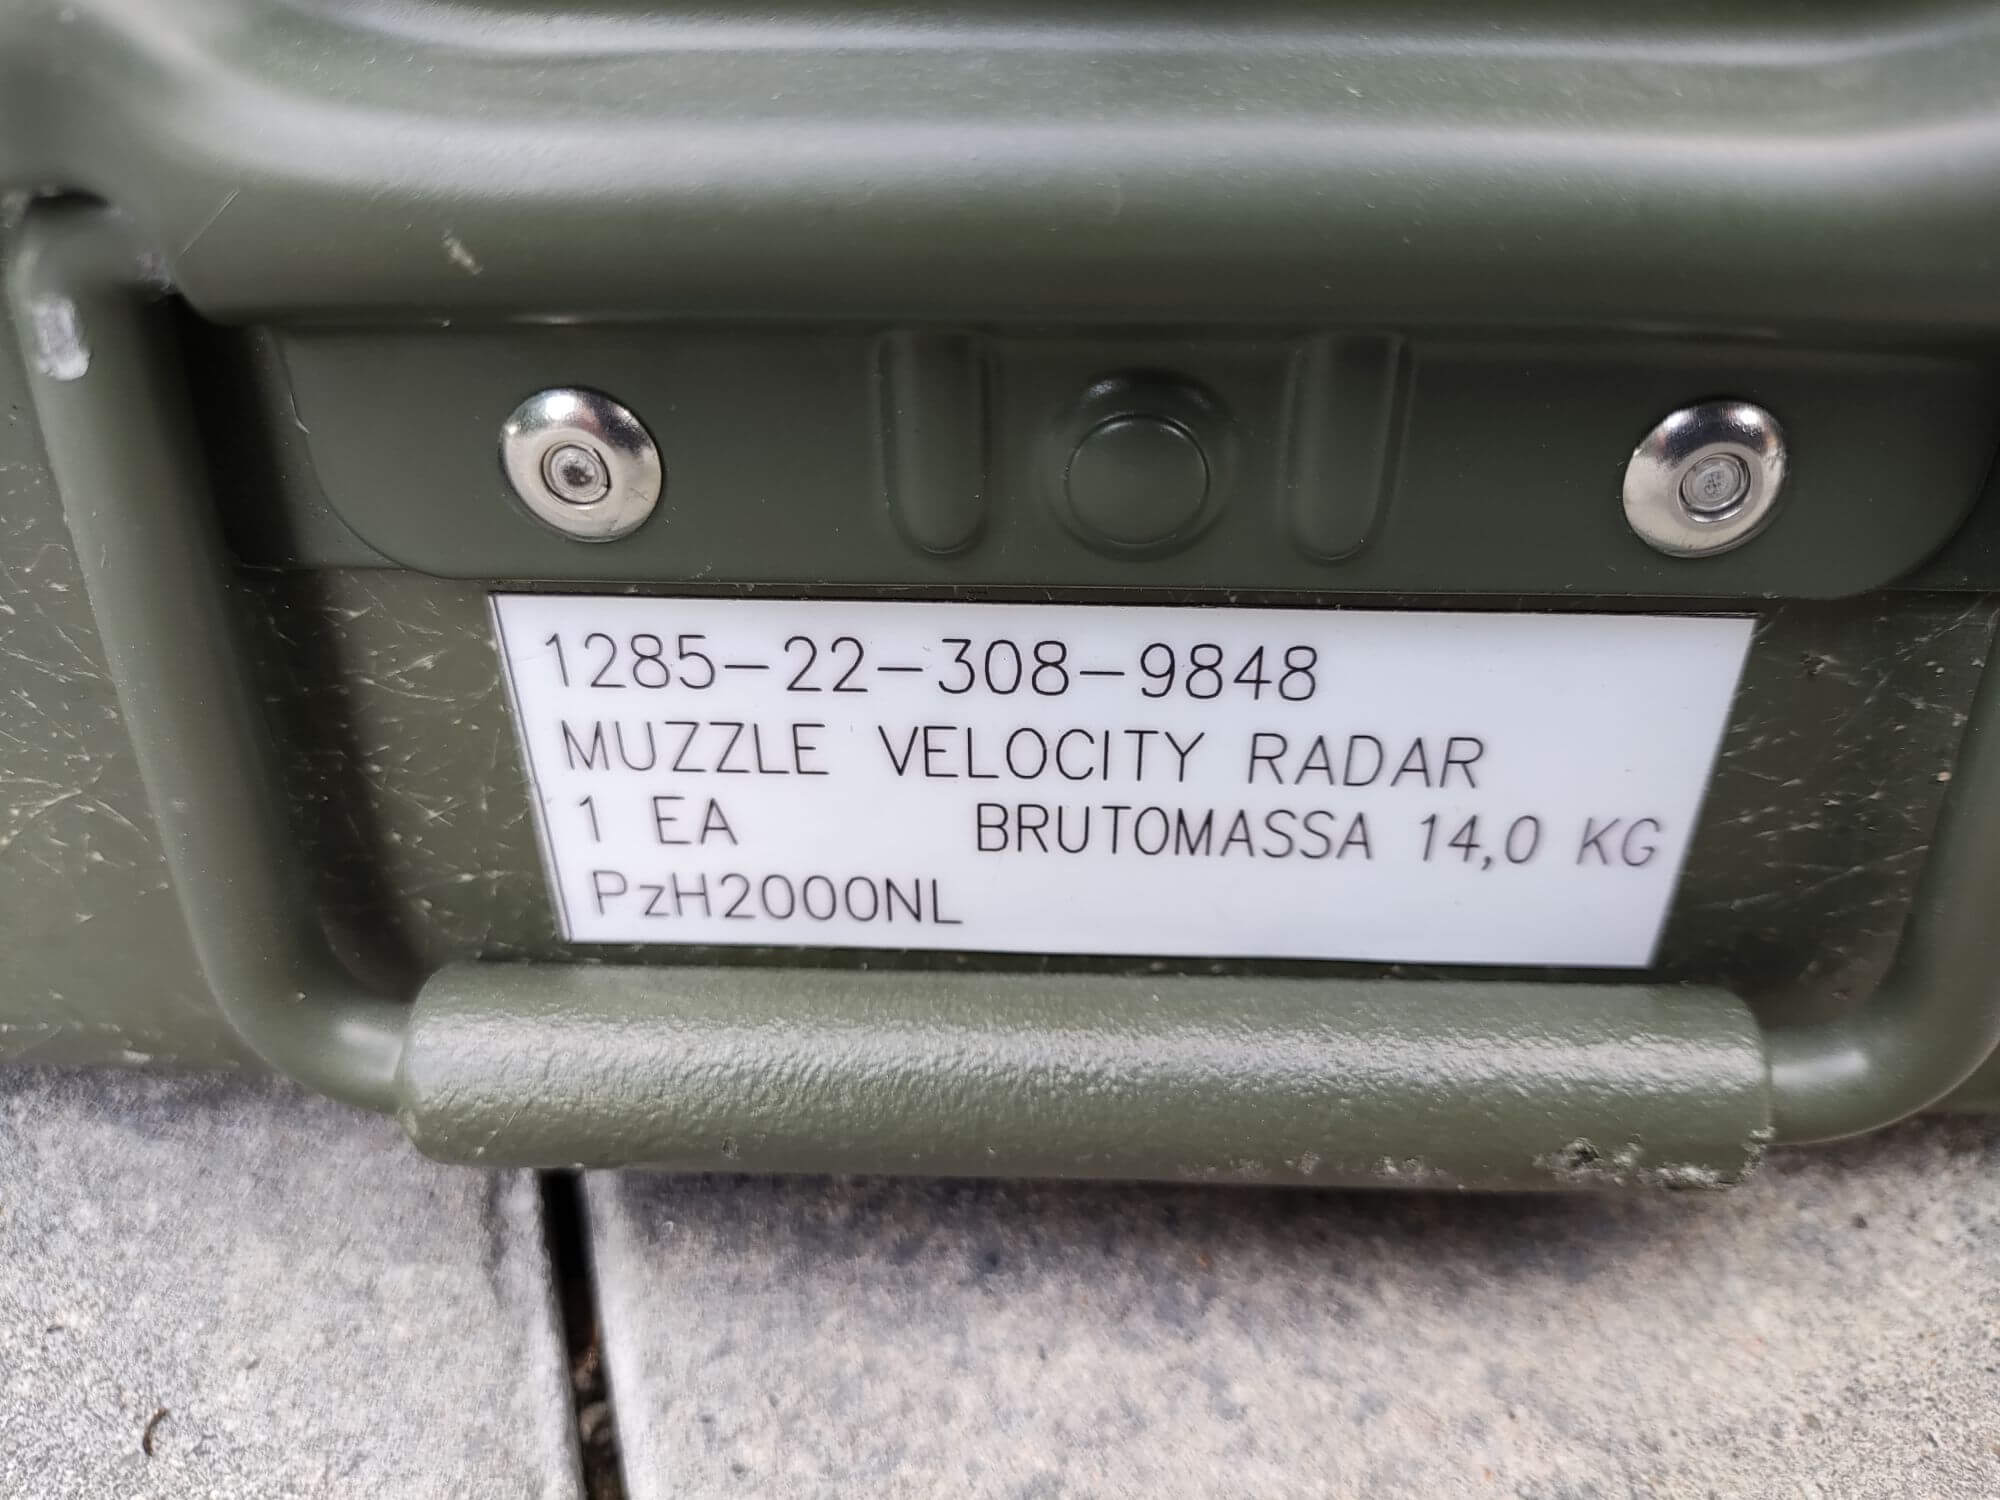 1285-22-308-9848
MUZZLE VELOCITY RADAR
1 EA BRUTOMASSA 14,0 KG
PzH2000NL